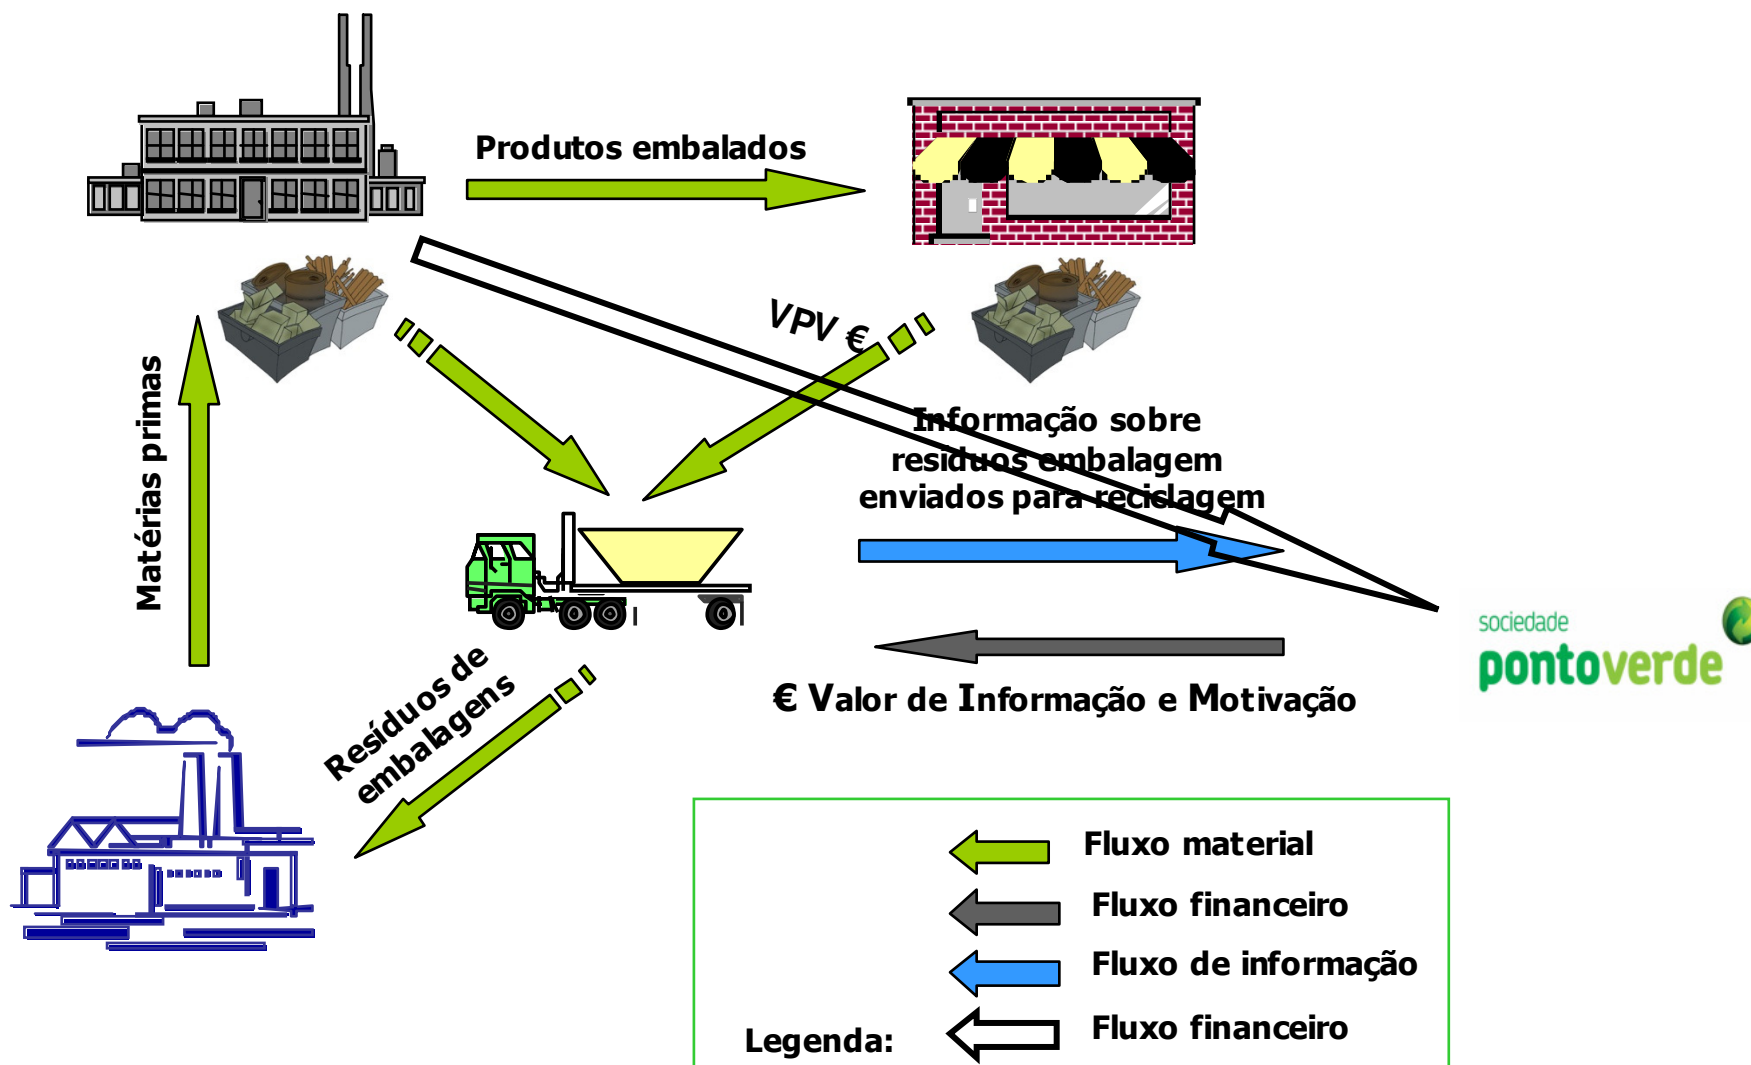 Produtos embalados
VPV €
Matérias primas
Informação sobre
resíduos embalagem
enviados para reciclagem
sociedade
pontoverde
€ Valor de Informação e Motivação
Resíduos de
embalagens
Fluxo material
Fluxo financeiro
Fluxo de informação
Legenda:
Fluxo financeiro